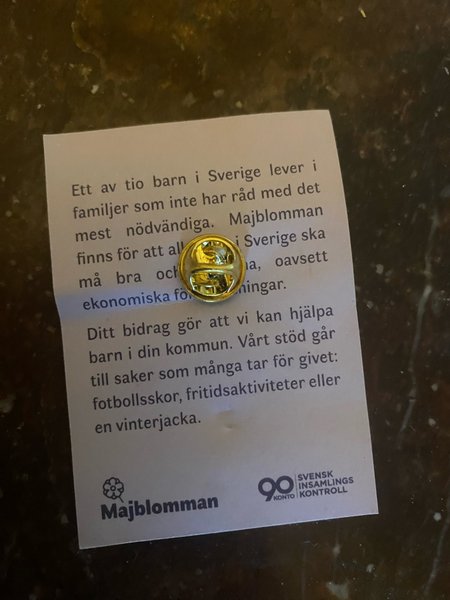 Ett av tio barn i Sverige lever i
familjer som inte har råd med det
mest nödvändiga. Majblomman
finns för att i Sverige ska
må bra och oavsett
ekonomiska
Ditt bidrag gör att vi kan hjälpa
barn i din kommun. Vårt stöd går
till saker som många tar för givet:
fotbollsskor, fritidsaktiviteter eller
en vinterjacka.
Majblomman
90 KONTO
SVENSK
INSAMLINGS
KONTROLL